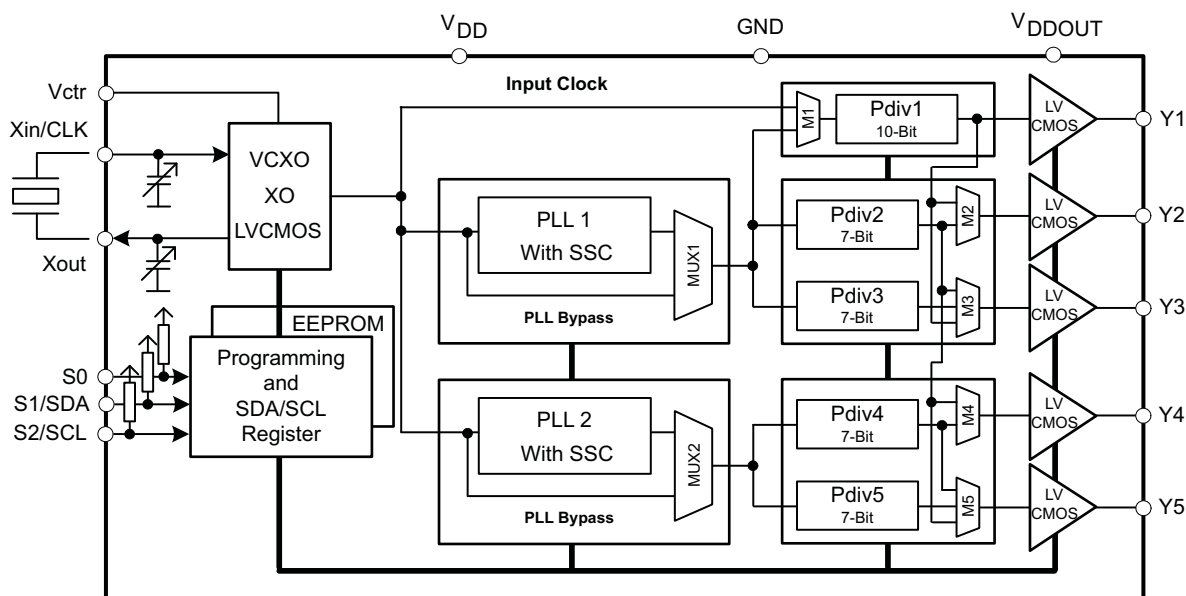 VDD
GND
VDDOUT
Input Clock
Vctr
Xin/CLK
Xout
VCXO
XO
LVCMOS
EEPROM
Programming
and
SDA/SCL
Register
S0
S1/SDA
S2/SCL
PLL 1
With SSC
MUX1
PLL Bypass
PLL 2
With SSC
MUX2
PLL Bypass
M1
Pdiv1
10-Bit
LV
CMOS
Y1
Pdiv2
7-Bit
M2
LV
CMOS
Y2
Pdiv3
7-Bit
M3
LV
CMOS
Y3
Pdiv4
7-Bit
M4
LV
CMOS
Y4
Pdiv5
7-Bit
M5
LV
CMOS
Y5